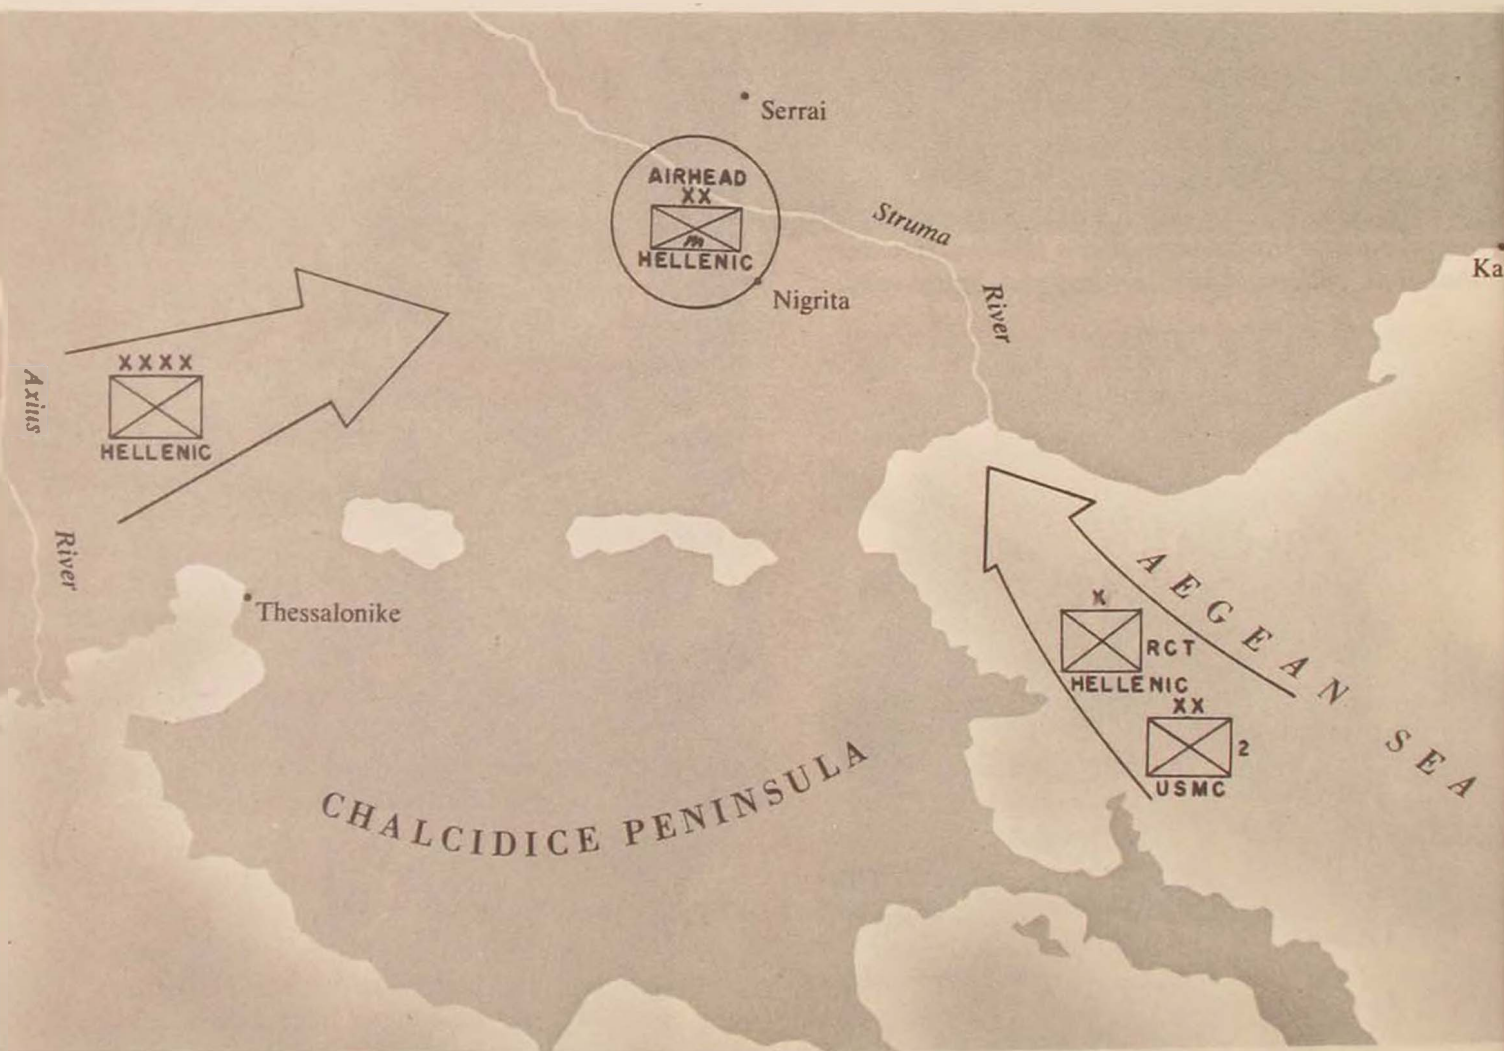 Serrai
AIRHEAD
XX
m
HELLENIC
Struma
River
Nigrita
Ka
XXXX
HELLENIC
Axius
River
Thessalonike
AEGEAN SEA
X
RCT
HELLENIC
XX
2
USMC
CHALCIDICE PENINSULA